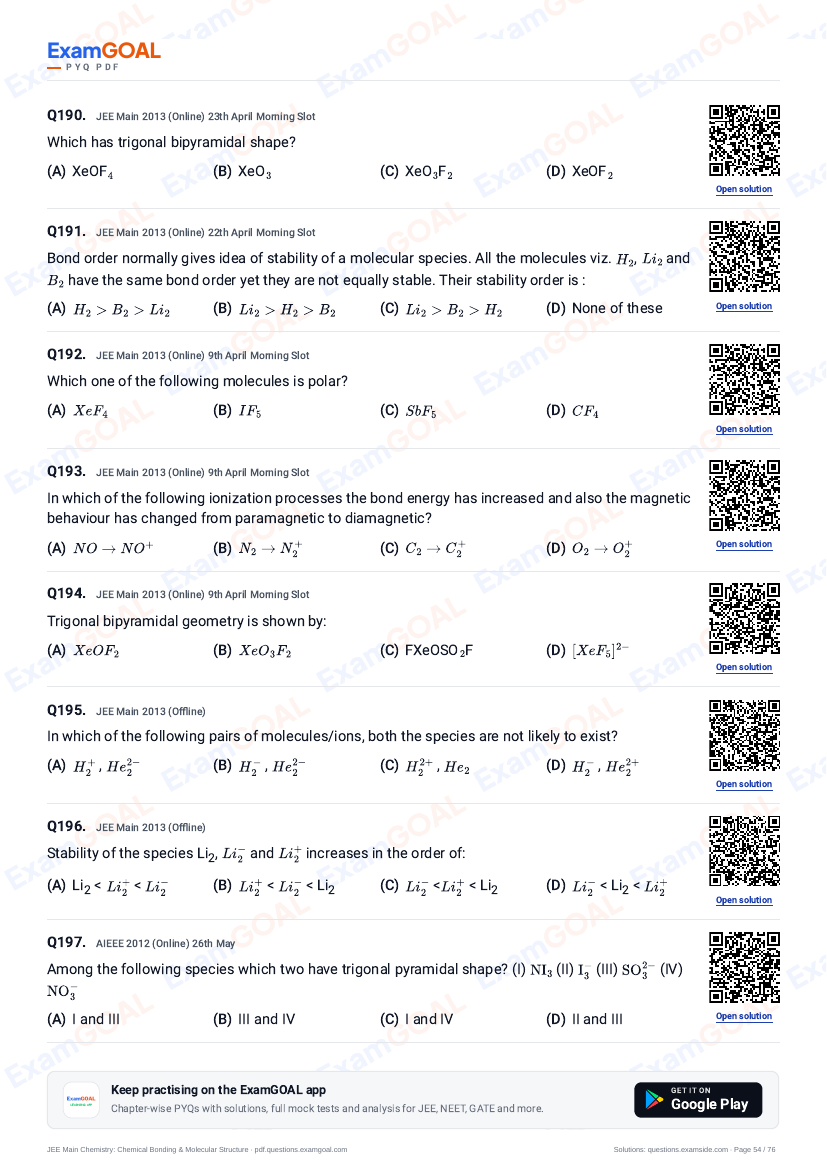 ExamGOAL
PYQ PDF
Q190. JEE Main 2013 (Online) 23th April Morning Slot
Which has trigonal bipyramidal shape?
(A) XeOF₄ (B) XeO₃ (C) XeO₃F₂ (D) XeOF₂
Open solution
Q191. JEE Main 2013 (Online) 22th April Morning Slot
Bond order normally gives idea of stability of a molecular species. All the molecules viz. H₂, Li₂ and
B₂ have the same bond order yet they are not equally stable. Their stability order is :
(A) H₂ > B₂ > Li₂ (B) Li₂ > H₂ > B₂ (C) Li₂ > B₂ > H₂ (D) None of these
Open solution
Q192. JEE Main 2013 (Online) 9th April Morning Slot
Which one of the following molecules is polar?
(A) XeF₄ (B) IF₅ (C) SbF₅ (D) CF₄
Open solution
Q193. JEE Main 2013 (Online) 9th April Morning Slot
In which of the following ionization processes the bond energy has increased and also the magnetic
behaviour has changed from paramagnetic to diamagnetic?
(A) NO → NO⁺ (B) N₂ → N₂⁺ (C) C₂ → C₂⁺ (D) O₂ → O₂⁺
Open solution
Q194. JEE Main 2013 (Online) 9th April Morning Slot
Trigonal bipyramidal geometry is shown by:
(A) XeOF₂ (B) XeO₃F₂ (C) FXeOSO₂F (D) [XeF₅]²⁻
Open solution
Q195. JEE Main 2013 (Offline)
In which of the following pairs of molecules/ions, both the species are not likely to exist?
(A) H₂⁺ , He₂²⁻ (B) H₂⁻ , He₂²⁻ (C) H₂²⁺ , He₂ (D) H₂⁻ , He₂²⁺
Open solution
Q196. JEE Main 2013 (Offline)
Stability of the species Li₂, Li₂⁻ and Li₂⁺ increases in the order of:
(A) Li₂ < Li₂⁺ < Li₂⁻ (B) Li₂⁺ < Li₂⁻ < Li₂ (C) Li₂⁻ <Li₂⁺ < Li₂ (D) Li₂⁻ < Li₂ < Li₂⁺
Open solution
Q197. AIEEE 2012 (Online) 26th May
Among the following species which two have trigonal pyramidal shape? (I) NI₃ (II) I₃⁻ (III) SO₃²⁻ (IV)
NO₃⁻
(A) I and III (B) III and IV (C) I and IV (D) II and III
Open solution
ExamGOAL
Keep practising on the ExamGOAL app
Chapter-wise PYQs with solutions, full mock tests and analysis for JEE, NEET, GATE and more.
GET IT ON
Google Play
JEE Main Chemistry: Chemical Bonding & Molecular Structure · pdf.questions.examgoal.com
Solutions: questions.examside.com · Page 54 / 76